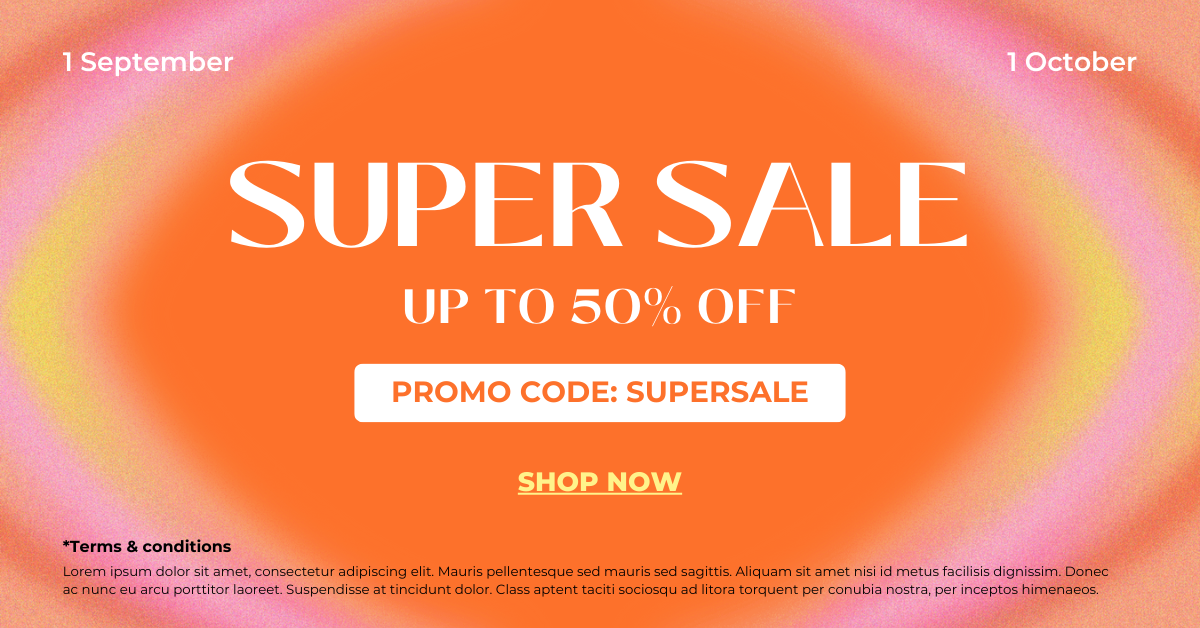 1 September
1 October
SUPER SALE
UP TO 50% OFF
PROMO CODE: SUPERSALE
SHOP NOW
*Terms & conditions
Lorem ipsum dolor sit amet, consectetur adipiscing elit. Mauris pellentesque sed mauris sed sagittis. Aliquam sit amet nisi id metus facilisis dignissim. Donec
ac nunc eu arcu porttitor laoreet. Suspendisse at tincidunt dolor. Class aptent taciti sociosqu ad litora torquent per conubia nostra, per inceptos himenaeos.